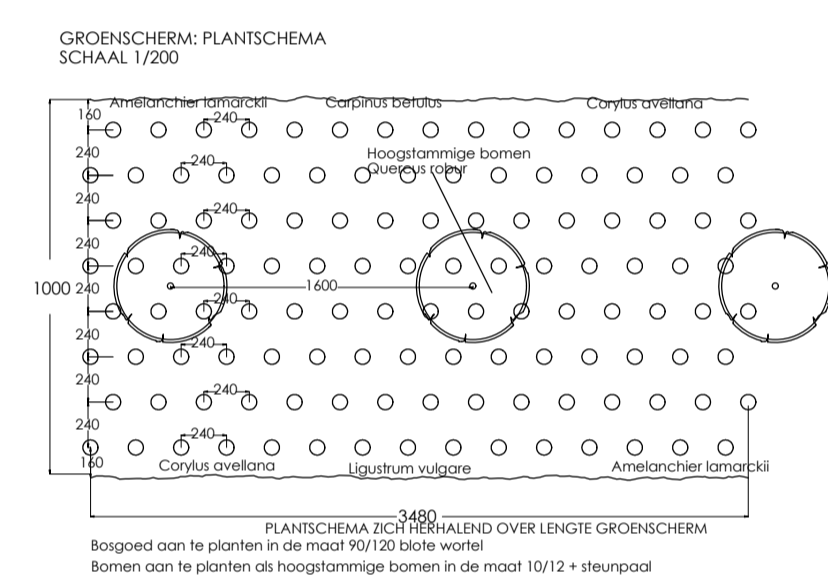 GROENSCHERM: PLANTSCHEMA
SCHAAL 1/200
Amelanchier lamarckii Carpinus betulus Corylus avellana
160
240
240
Hoogstammige bomen
Quercus robur
240
240
240
240
240
240
1600
1000 240
240
240
240
240
240
240
240
160
Corylus avellana Ligustrum vulgare Amelanchier lamarckii
3480
PLANTSCHEMA ZICH HERHALEND OVER LENGTE GROENSCHERM
Bosgoed aan te planten in de maat 90/120 blote wortel
Bomen aan te planten als hoogstammige bomen in de maat 10/12 + steunpaal